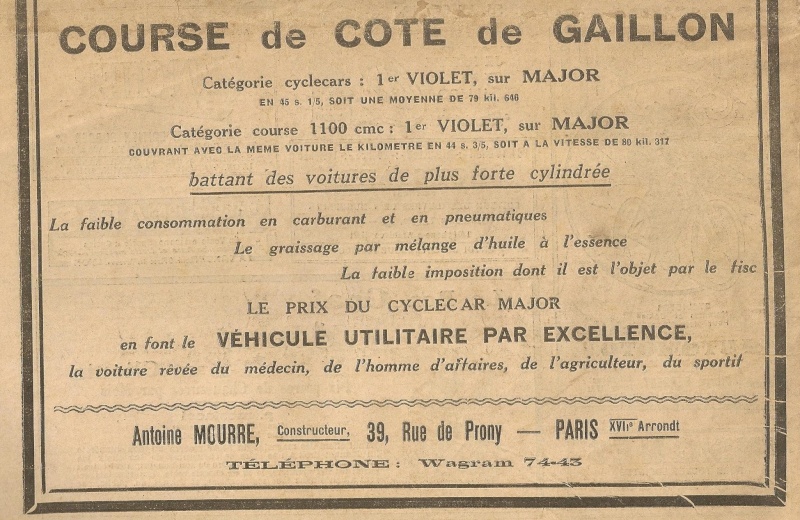 COURSE de COTE de GAILLON
Catégorie cyclecars : 1er VIOLET, sur MAJOR
EN 45 s. 1/5, SOIT UNE MOYENNE DE 79 kil. 646
Catégorie course 1100 cmc : 1er VIOLET, sur MAJOR
COUVRANT AVEC LA MEME VOITURE LE KILOMETRE EN 44 s. 3/5, SOIT A LA VITESSE DE 80 kil. 317
battant des voitures de plus forte cylindrée
La faible consommation en carburant et en pneumatiques
Le graissage par mélange d'huile à l'essence
La faible imposition dont il est l'objet par le fisc
LE PRIX DU CYCLECAR MAJOR
en font le VÉHICULE UTILITAIRE PAR EXCELLENCE,
la voiture rêvée du médecin, de l'homme d'affaires, de l'agriculteur, du sportif
Antoine MOURRE, Constructeur, 39, Rue de Prony — PARIS XVIIe Arrondt
TÉLÉPHONE : Wagram 74-43